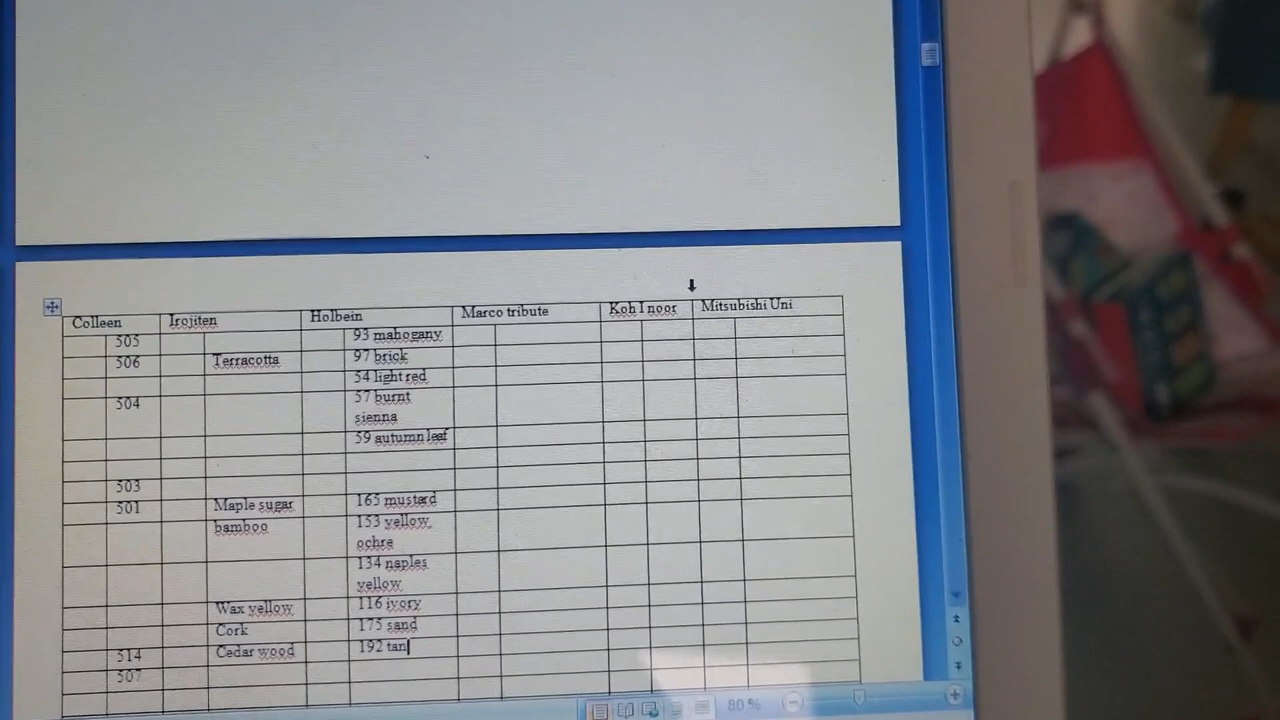 Colleen Irojiten Holbein Marco tribute Koh I noor Mitsubishi Uni
505 93 mahogany
506 Terracotta 97 brick
54 light red
504 57 burnt
sienna
59 autumn leaf
503
501 Maple sugar 165 mustard
bamboo 153 yellow
ochre
134 naples
yellow
Wax yellow 116 ivory
Cork 175 sand
514 Cedar wood 192 tan
507
80 %